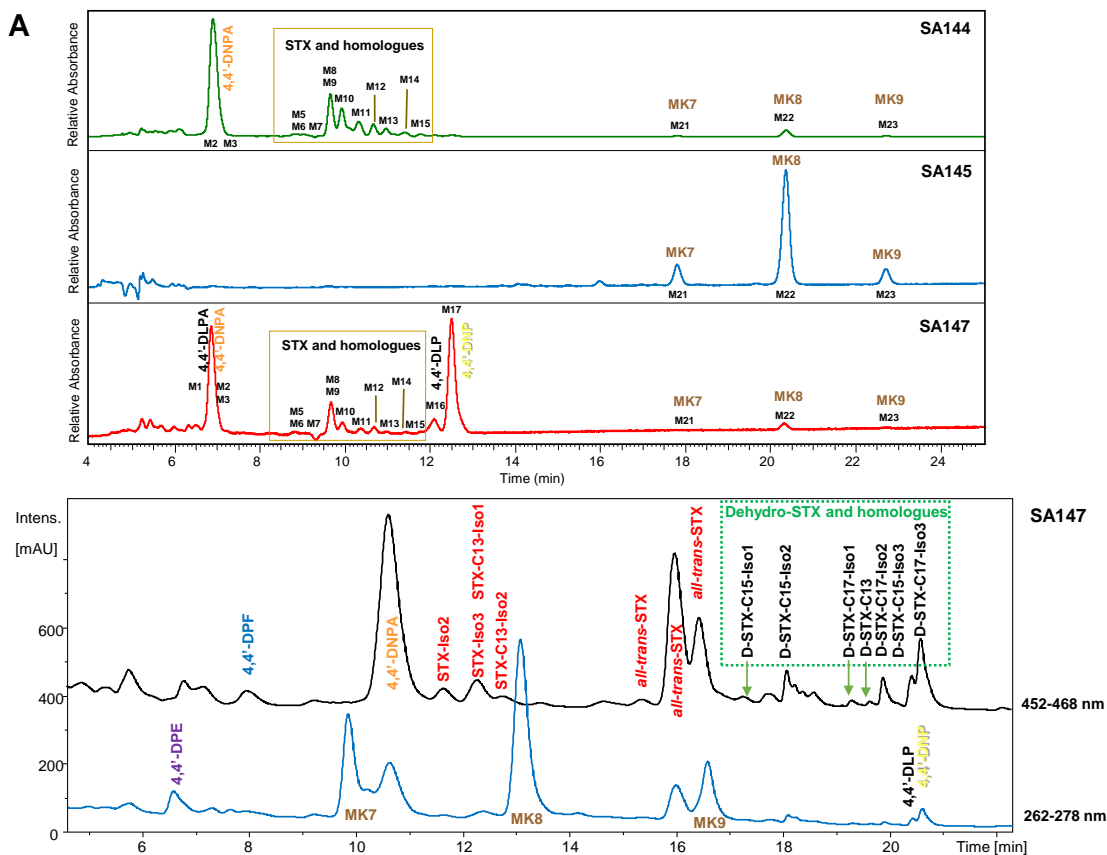 A
SA144
Relative Absorbance
4,4'-DNPA
STX and homologues
M8
M9
M12
M14
M10
M11
M13
M15
M5
M6
M7
M2
M3
MK7
M21
MK8
M22
MK9
M23
SA145
Relative Absorbance
MK7
M21
MK8
M22
MK9
M23
SA147
Relative Absorbance
4,4'-DLPA
4,4'-DNPA
M1
M2
M3
STX and homologues
M8
M9
M12
M14
M10
M11
M13
M15
M5
M6
M7
M17
4,4'-DLP
4,4'-DNP
M16
MK7
M21
MK8
M22
MK9
M23
4 6 8 10 12 14 16 18 20 22 24
Time (min)
Intens.
[mAU]
SA147
600
400
200
0
4,4'-DPF
4,4'-DNPA
STX-Iso2
STX-Iso3
STX-C13-Iso1
STX-C13-Iso2
all-trans-STX
all-trans-STX
all-trans-STX
Dehydro-STX and homologues
D-STX-C15-Iso1
D-STX-C15-Iso2
D-STX-C17-Iso1
D-STX-C13
D-STX-C17-Iso2
D-STX-C15-Iso3
D-STX-C17-Iso3
452-468 nm
4,4'-DPE
MK7
MK8
MK9
4,4'-DLP
4,4'-DNP
262-278 nm
6 8 10 12 14 16 18 20 Time [min]